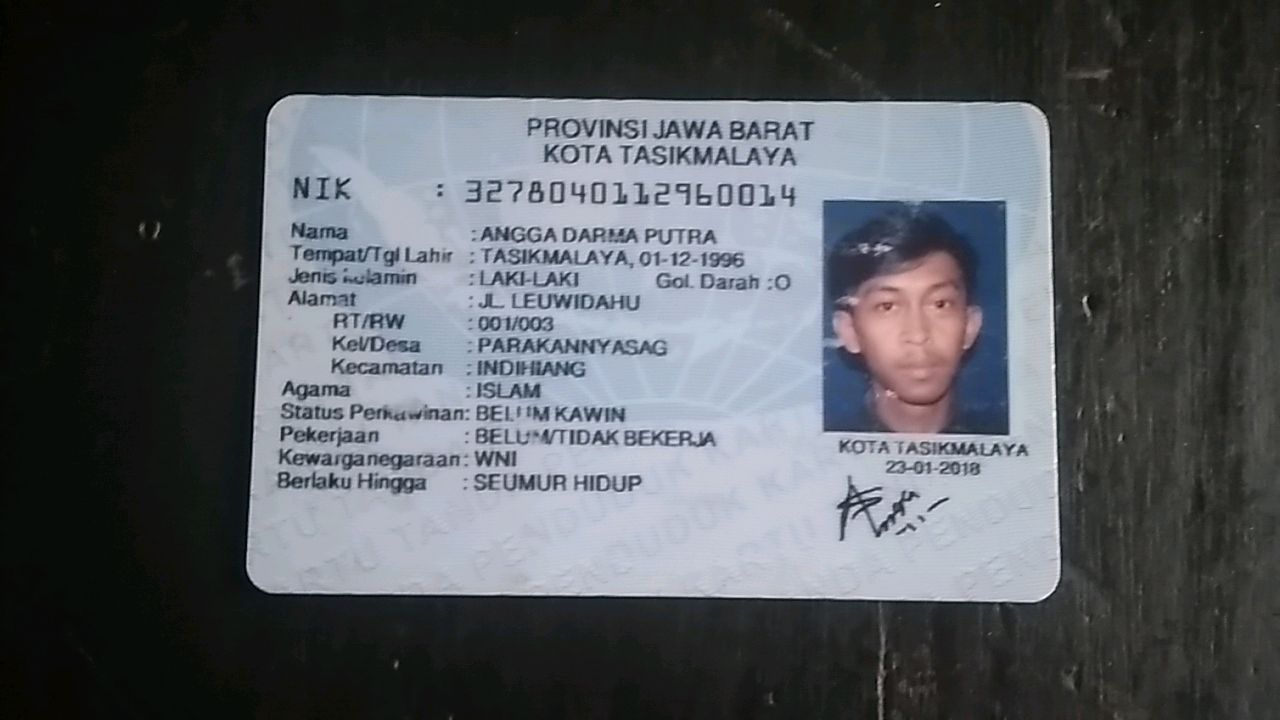 PROVINSI JAWA BARAT
KOTA TASIKMALAYA
NIK : 3278040112960014
Nama : ANGGA DARMA PUTRA
Tempat/Tgl Lahir : TASIKMALAYA, 01-12-1996
Jenis kelamin : LAKI-LAKI Gol. Darah : O
Alamat : JL. LEUWIDAHU
RT/RW : 001/003
Kel/Desa : PARAKANNYASAG
Kecamatan : INDIHIANG
Agama : ISLAM
Status Perkawinan: BELUM KAWIN
Pekerjaan : BELUM/TIDAK BEKERJA
Kewarganegaraan: WNI
Berlaku Hingga : SEUMUR HIDUP
KOTA TASIKMALAYA
23-01-2018